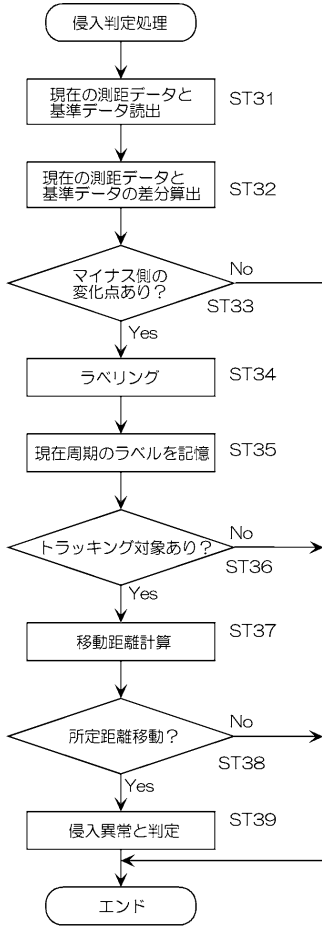 侵入判定処理
現在の測距データと
基準データ読出
ST31
現在の測距データと
基準データの差分算出
ST32
マイナス側の
変化点あり？
No
ST33
Yes
ラベリング
ST34
現在周期のラベルを記憶
ST35
トラッキング対象あり？
No
ST36
Yes
移動距離計算
ST37
所定距離移動？
No
ST38
Yes
侵入異常と判定
ST39
エンド